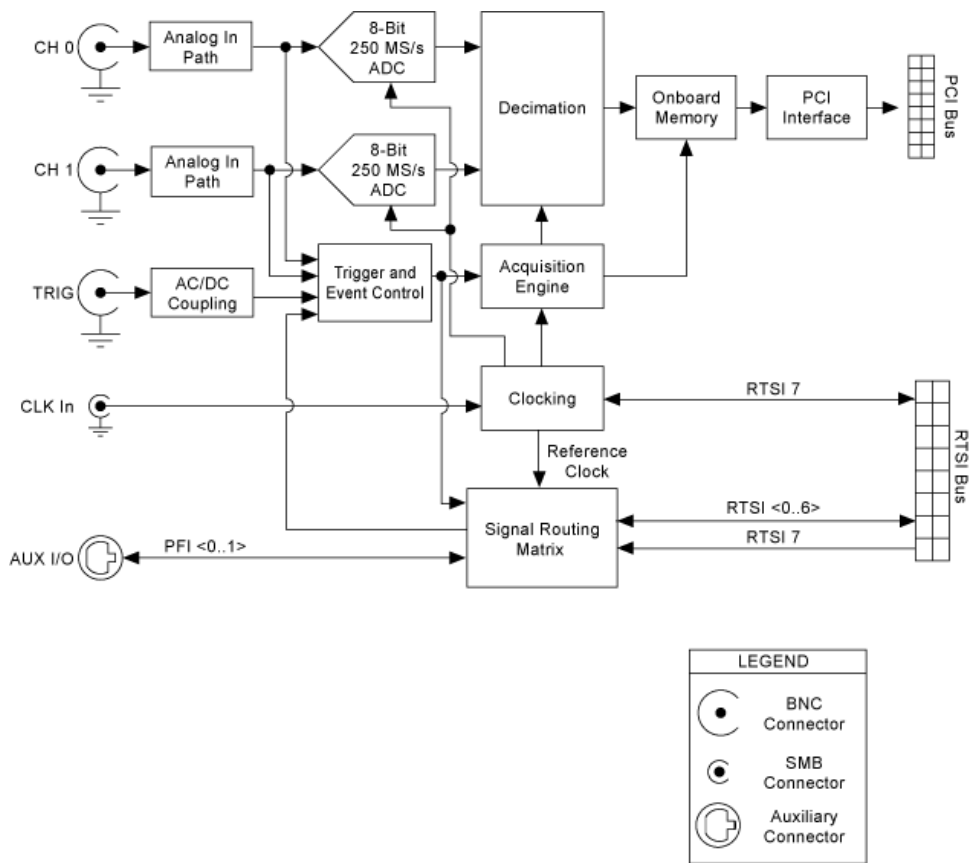 CH 0
Analog In
Path
8-Bit
250 MS/s
ADC
Decimation
Onboard
Memory
PCI
Interface
PCI Bus
CH 1
Analog In
Path
8-Bit
250 MS/s
ADC
TRIG
AC/DC
Coupling
Trigger and
Event Control
Acquisition
Engine
CLK In
Clocking
RTSI 7
Reference
Clock
RTSI Bus
AUX I/O
PFI <0..1>
Signal Routing
Matrix
RTSI <0..6>
RTSI 7
LEGEND
BNC
Connector
SMB
Connector
Auxiliary
Connector